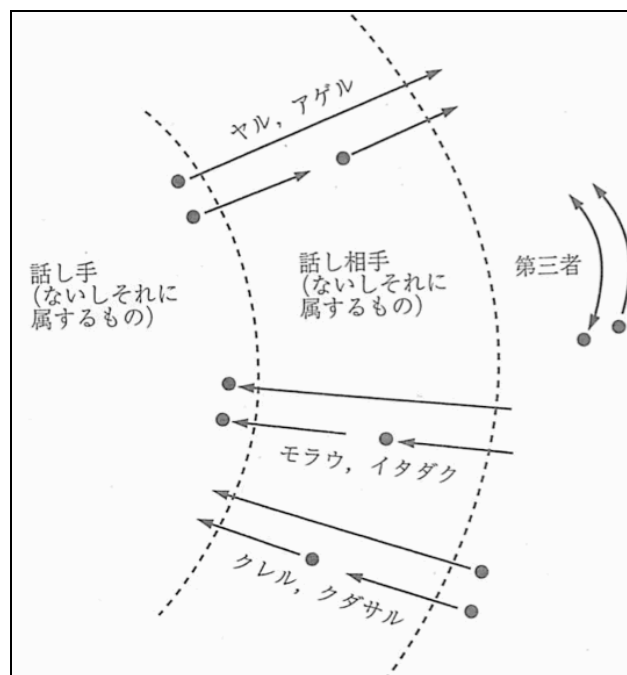 ヤル，アゲル
話し手
(ないしそれに
属するもの)
話し相手
(ないしそれに
属するもの)
第三者
モラウ，イタダク
クレル，クダサル